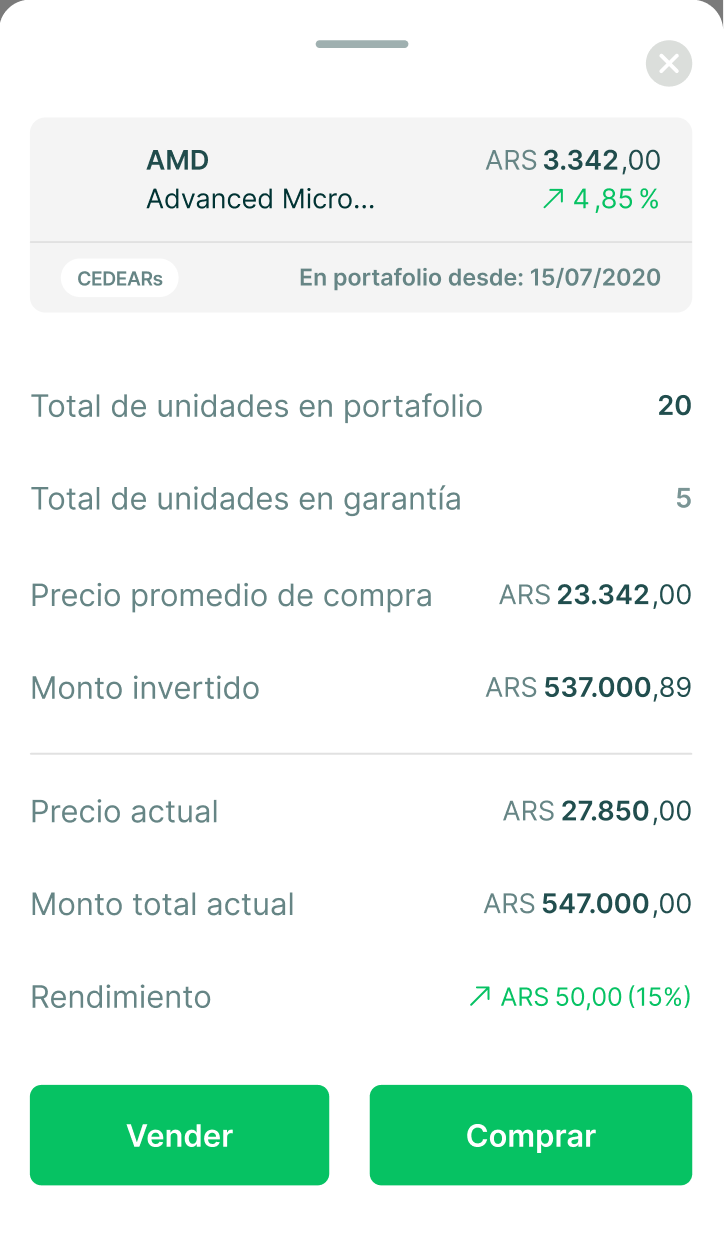 AMD
ARS 3.342,00
Advanced Micro...
4,85%
CEDEARs
En portafolio desde: 15/07/2020
Total de unidades en portafolio
20
Total de unidades en garantía
5
Precio promedio de compra
ARS 23.342,00
Monto invertido
ARS 537.000,89
Precio actual
ARS 27.850,00
Monto total actual
ARS 547.000,00
Rendimiento
ARS 50,00 (15%)
Vender
Comprar